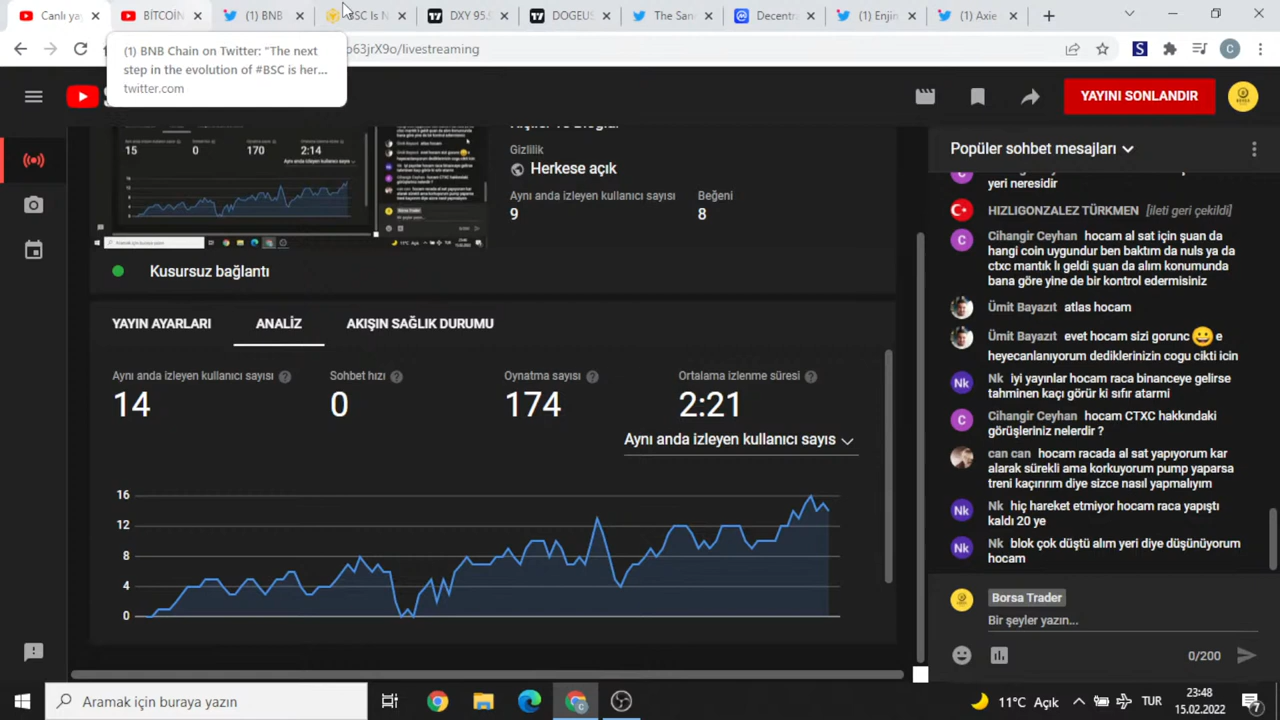 Canlı ya
BİTCOIN
(1) BNB
BSC Is N
DXY 95.5
DOGEUS
The San
Decentra
(1) Enjin
(1) Axie
p63jrX9o/livestreaming
(1) BNB Chain on Twitter: "The next
step in the evolution of #BSC is her...
twitter.com
YAYINI SONLANDIR
15
0
170
2:14
Gizlilik
Herkese açık
Aynı anda izleyen kullanıcı sayısı
9
Beğeni
8
Kusursuz bağlantı
YAYIN AYARLARI
ANALİZ
AKIŞIN SAĞLIK DURUMU
Aynı anda izleyen kullanıcı sayısı
14
Sohbet hızı
0
Oynatma sayısı
174
Ortalama izlenme süresi
2:21
Aynı anda izleyen kullanıcı sayıs
16
12
8
4
0
Popüler sohbet mesajları
yeri neresidir
HIZLIGONZALEZ TÜRKMEN [ileti geri çekildi]
Cihangir Ceyhan hocam al sat için şuan da
hangi coin uygundur ben baktım da nuls ya da
ctxc mantık lı geldi şuan da alım konumunda
bana göre yine de bir kontrol edermisiniz
Ümit Bayazıt atlas hocam
Ümit Bayazıt evet hocam sizi gorunc 😀 e
heyecanlanıyorum dediklerinizin cogu cikti icin
Nk iyi yayınlar hocam raca binanceye gelirse
tahminen kaçı görür ki sıfır atarmi
Cihangir Ceyhan hocam CTXC hakkındaki
görüşleriniz nelerdir ?
can can hocam racada al sat yapıyorum kar
alarak sürekli ama korkuyorum pump yaparsa
treni kaçırırım diye sizce nasıl yapmalıyım
Nk hiç hareket etmiyor hocam raca yapıştı
kaldı 20 ye
Nk blok çok düştü alım yeri diye düşünüyorum
hocam
Borsa Trader
Bir şeyler yazın...
0/200
Aramak için buraya yazın
11°C Açık
TUR
23:48
15.02.2022
7